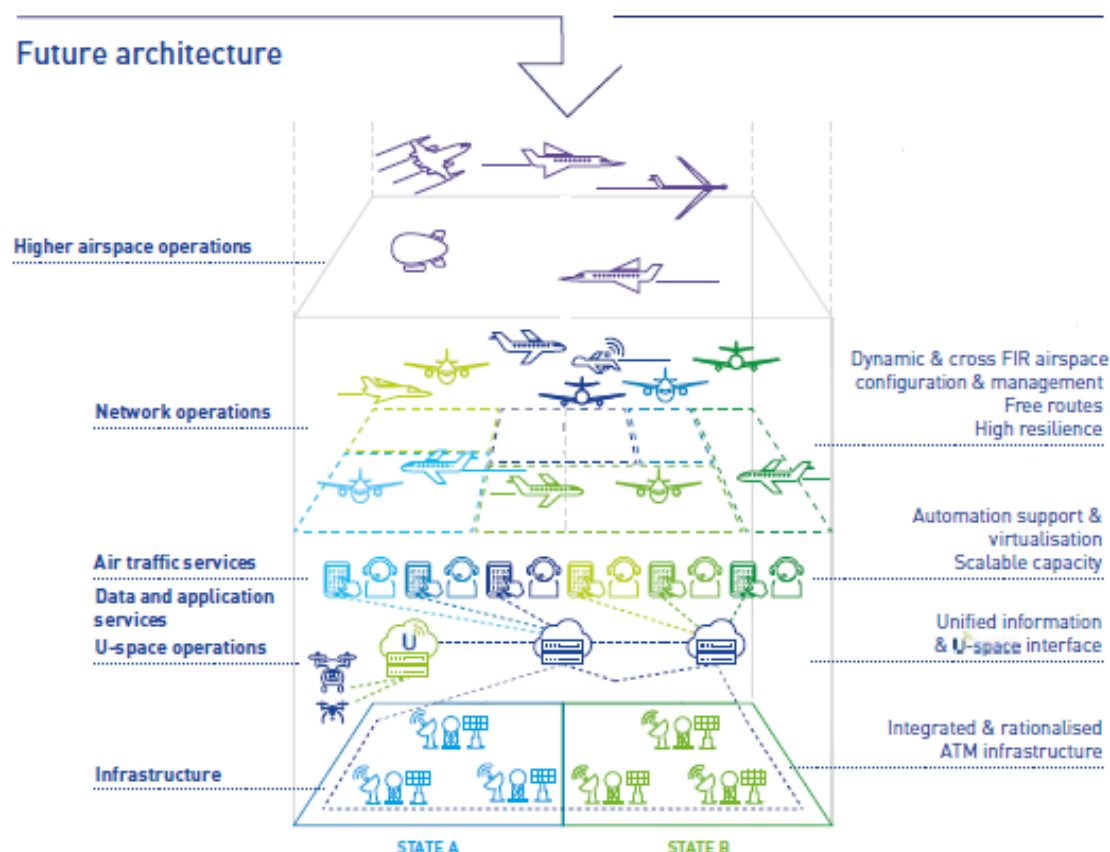 Future architecture
Higher airspace operations
Network operations
Dynamic & cross FIR airspace
configuration & management
Free routes
High resilience
Air traffic services
Data and application
services
U-space operations
Automation support &
virtualisation
Scalable capacity
U
Unified information
& U-space interface
Infrastructure
Integrated & rationalised
ATM infrastructure
STATE A
STATE B